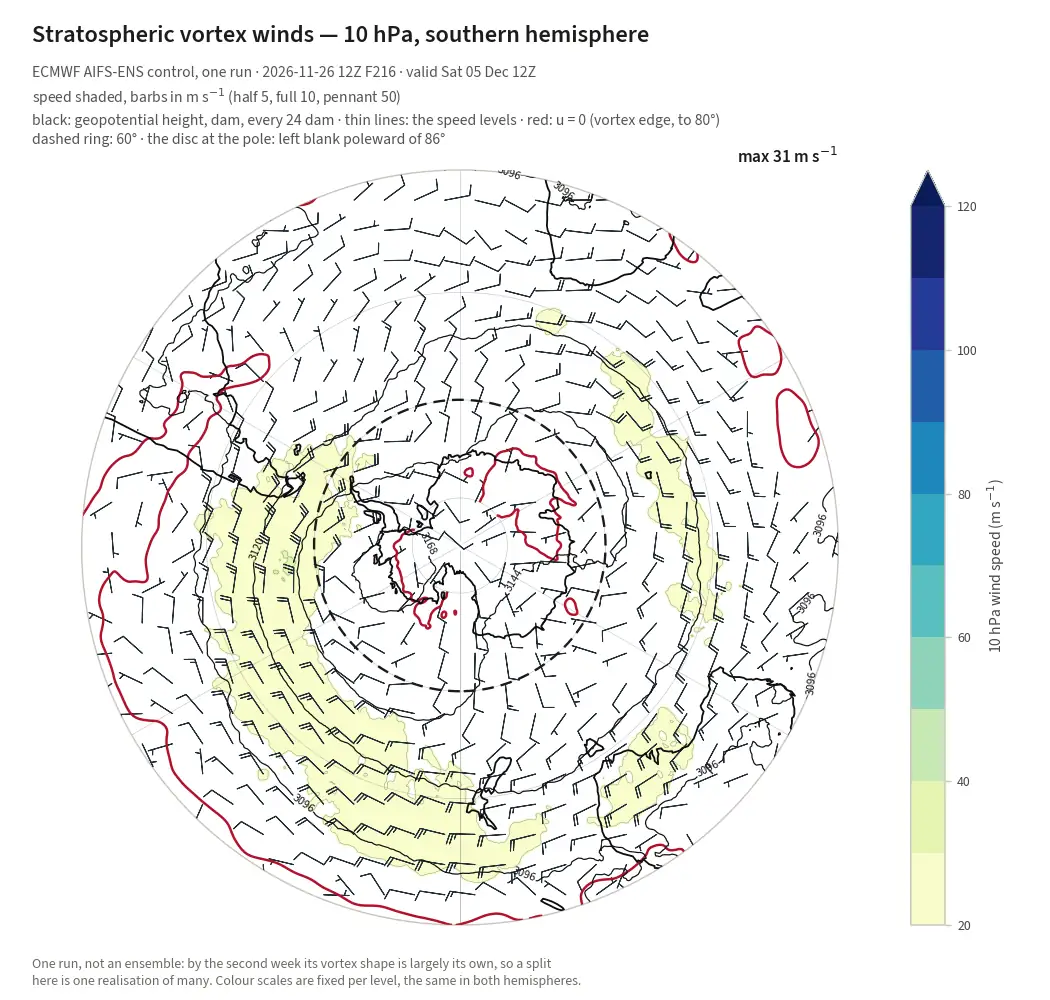 Stratospheric vortex winds — 10 hPa, southern hemisphere
ECMWF AIFS-ENS control, one run · 2026-11-26 12Z F216 · valid Sat 05 Dec 12Z
speed shaded, barbs in m s⁻¹ (half 5, full 10, pennant 50)
black: geopotential height, dam, every 24 dam · thin lines: the speed levels · red: u = 0 (vortex edge, to 80°)
dashed ring: 60° · the disc at the pole: left blank poleward of 86°
max 31 m s⁻¹
3096
3096
120
100
80
60
40
20
10 hPa wind speed (m s⁻¹)
3096
3120
3168
3144
3096
3096
3096
3096
3096
One run, not an ensemble: by the second week its vortex shape is largely its own, so a split
here is one realisation of many. Colour scales are fixed per level, the same in both hemispheres.